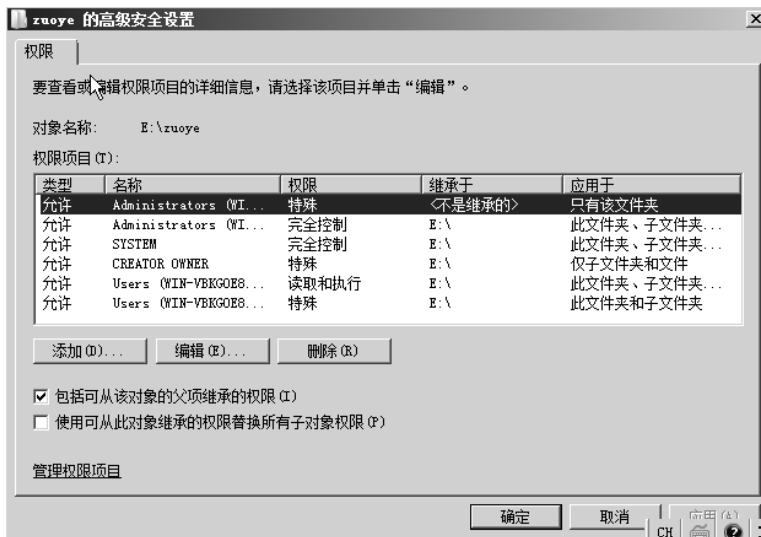 zuoye 的高级安全设置
权限
要查看或编辑权限项目的详细信息，请选择该项目并单击“编辑”。
对象名称: E:\zuoye
权限项目(T):
类型 名称 权限 继承于 应用于
允许 Administrators (WI... 特殊 <不是继承的> 只有该文件夹
允许 Administrators (WI... 完全控制 E:\ 此文件夹、子文件夹...
允许 SYSTEM 完全控制 E:\ 此文件夹、子文件夹...
允许 CREATOR OWNER 特殊 E:\ 仅子文件夹和文件
允许 Users (WIN-VBKGOE8... 读取和执行 E:\ 此文件夹、子文件夹...
允许 Users (WIN-VBKGOE8... 特殊 E:\ 此文件夹和子文件夹
添加(D)... 编辑(E)... 删除(R)
包括可从该对象的父项继承的权限(I)
使用可从此对象继承的权限替换所有子对象权限(P)
管理权限项目
确定 取消 应用(A)
CH